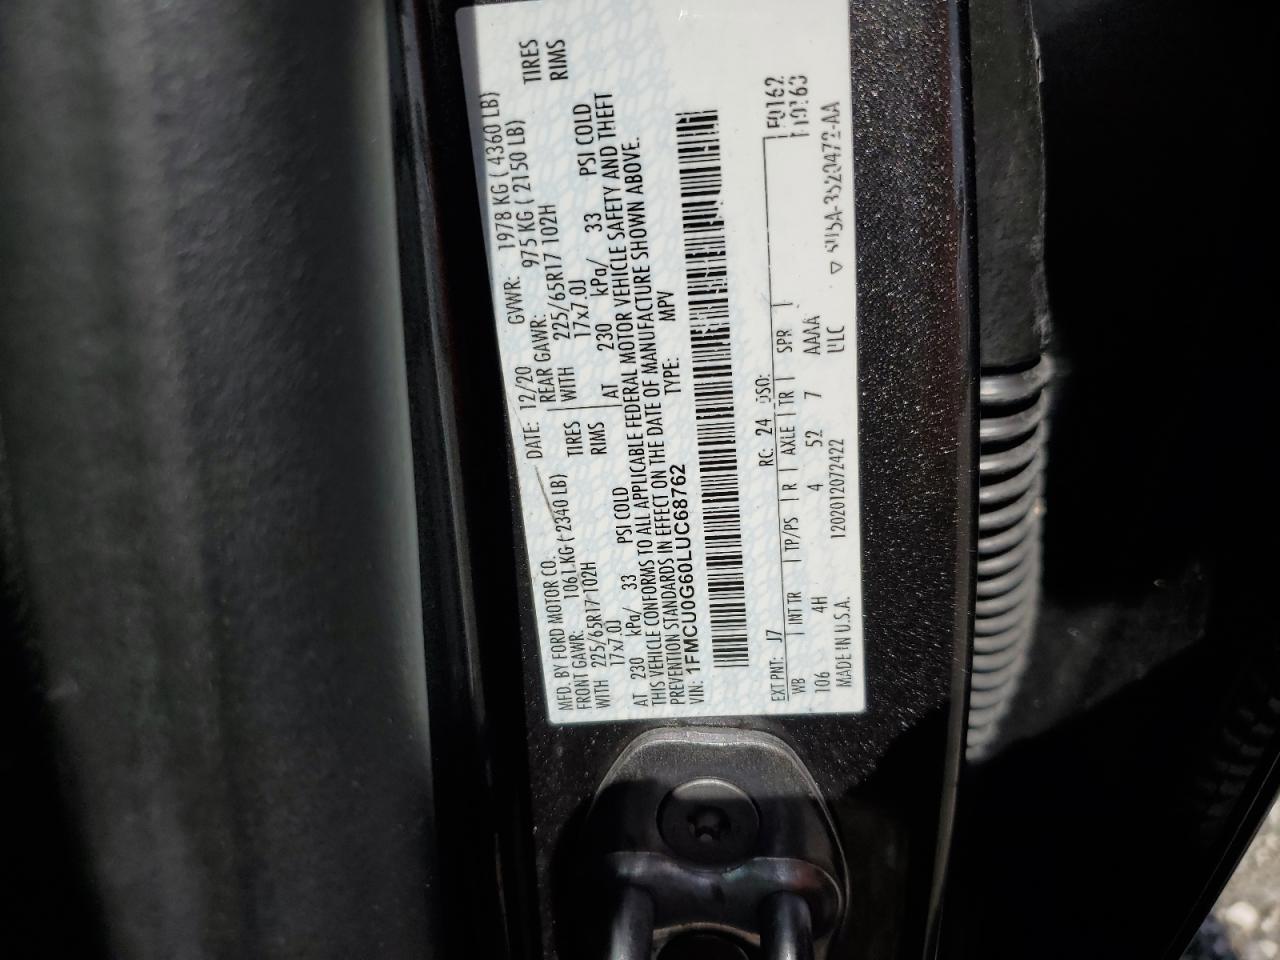 MFD. BY FORD MOTOR CO. DATE: 12/20 GVWR: 1978 KG ( 4360 LB)
FRONT GAWR: 1061 KG ( 2340 LB) REAR GAWR: 975 KG ( 2150 LB)
WITH 225/65R17 102H TIRES WITH 225/65R17 102H TIRES
17x7.0J RIMS 17x7.0J RIMS
AT 230 kPa/ 33 PSI COLD AT 230 kPa/ 33 PSI COLD
THIS VEHICLE CONFORMS TO ALL APPLICABLE FEDERAL MOTOR VEHICLE SAFETY AND THEFT
PREVENTION STANDARDS IN EFFECT ON THE DATE OF MANUFACTURE SHOWN ABOVE.
VIN: 1FMCU0G60LUC68762 TYPE: MPV
EXT PNT: J7 RC: 24 DSO: F0162
WB INT TR TP/PS R AXLE TR SPR
106 4H 4 52 7 AAAA
MADE IN U.S.A. 1202012072422